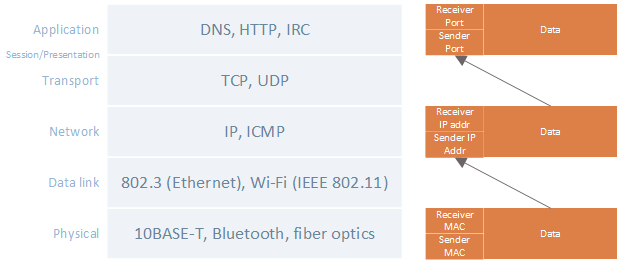 Application
DNS, HTTP, IRC
Session/Presentation
Transport
TCP, UDP
Network
IP, ICMP
Data link
802.3 (Ethernet), Wi-Fi (IEEE 802.11)
Physical
10BASE-T, Bluetooth, fiber optics
Receiver
Port
Sender
Port
Data
Receiver
IP addr
Sender IP
Addr
Data
Receiver
MAC
Sender
MAC
Data